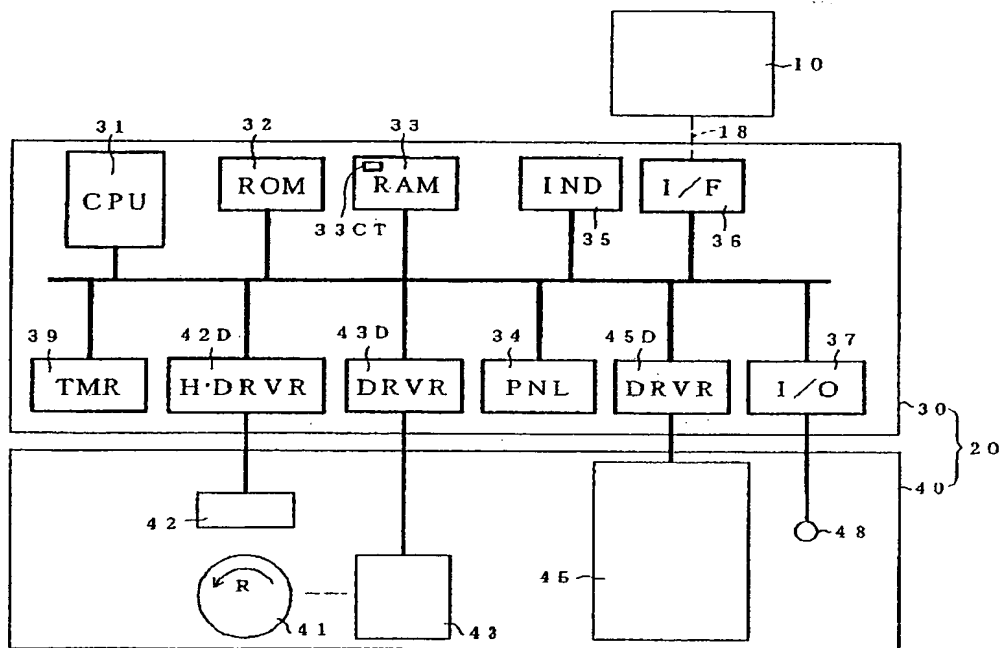 10
18
31
32
33
CPU
ROM
RAM
IND
I/F
33CT
35
36
39
42D
43D
34
45D
37
TMR
H·DRVR
DRVR
PNL
DRVR
I/O
30
20
40
42
48
45
R
41
43